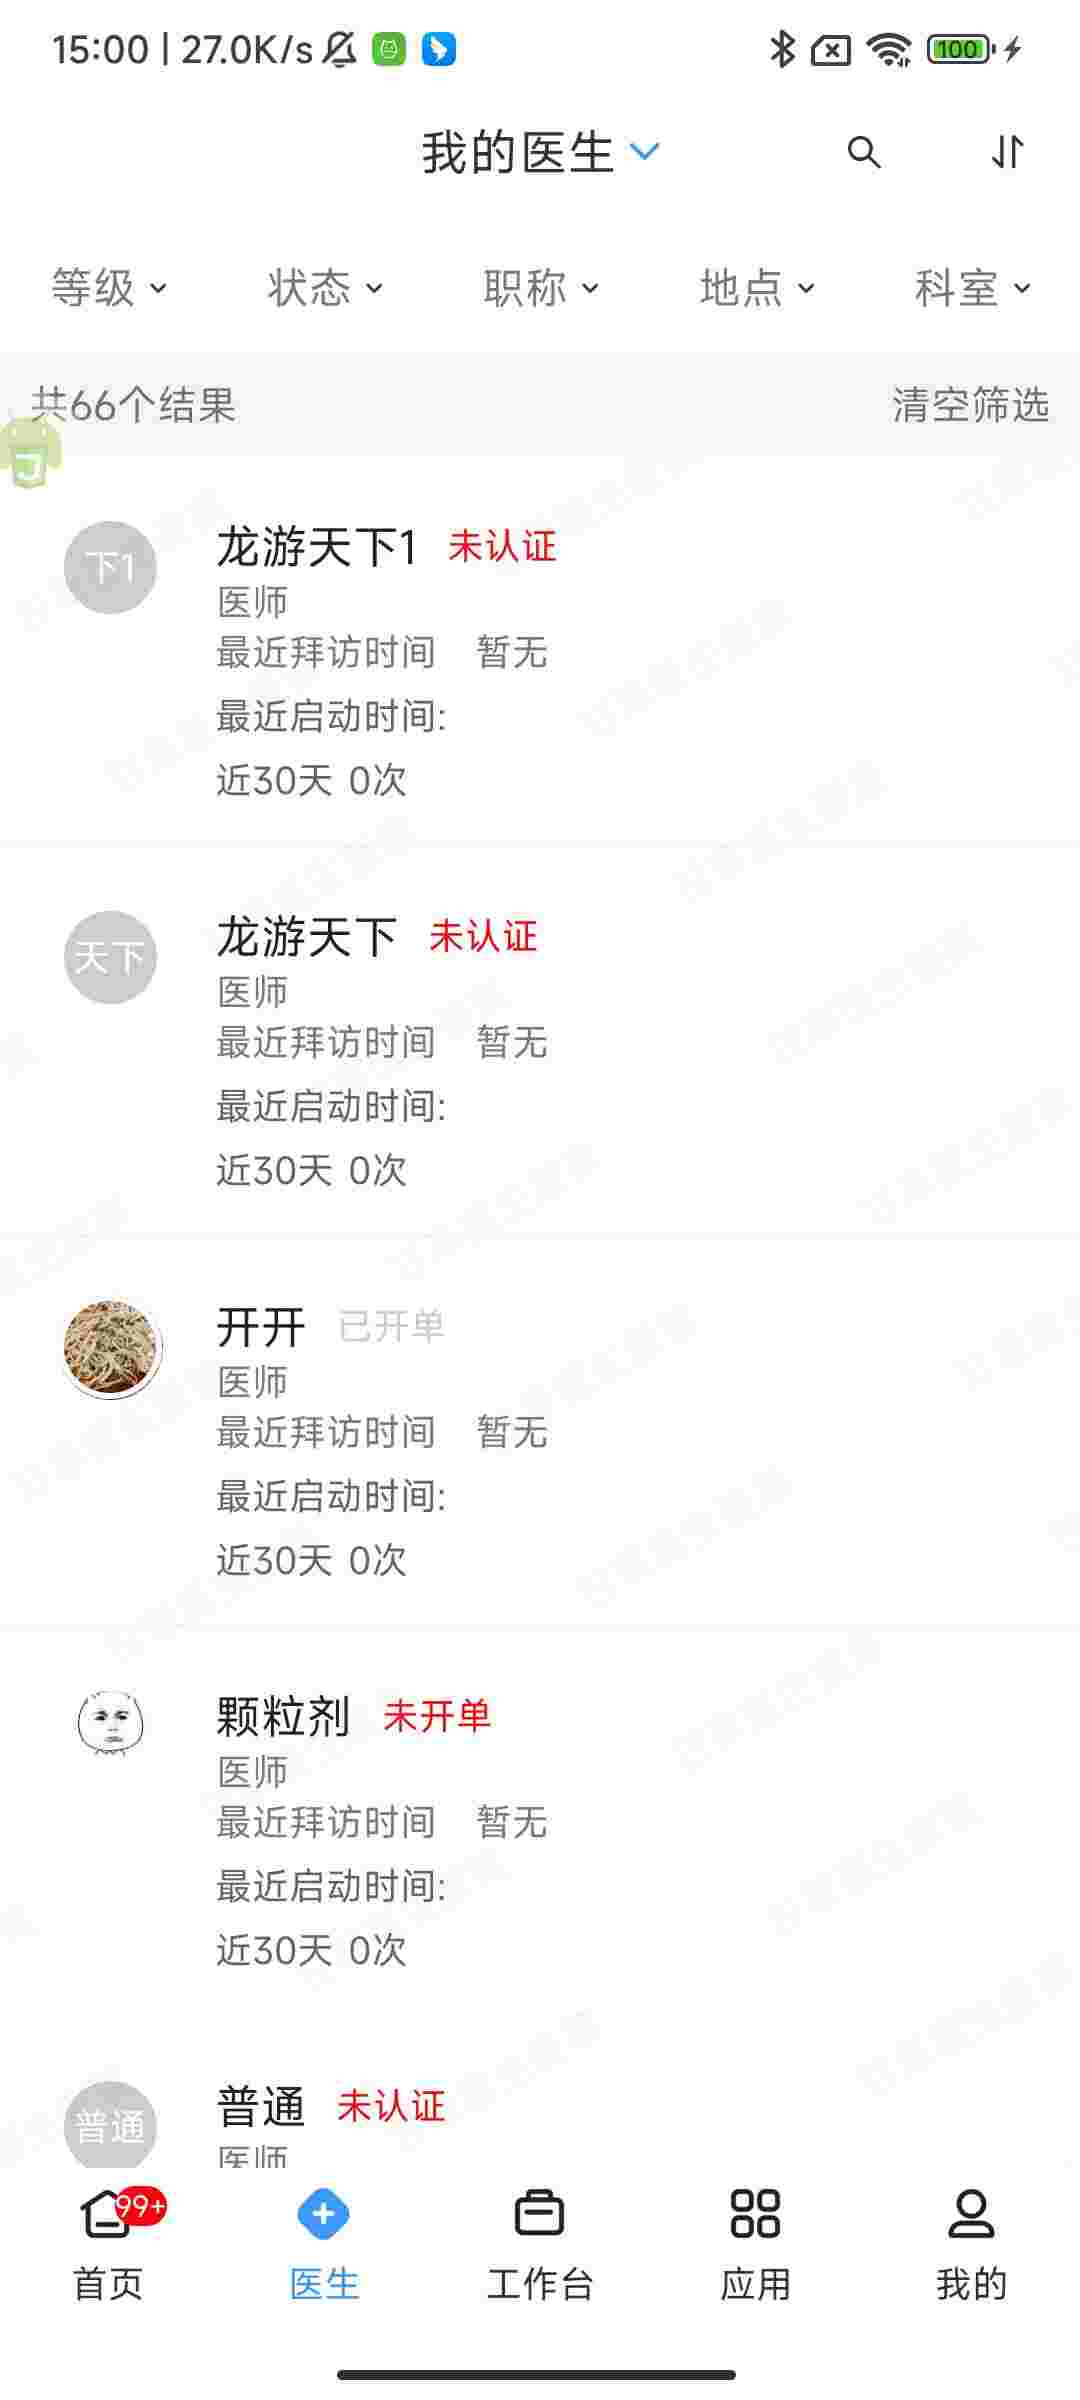 15:00 | 27.0K/s
100
我的医生
等级
状态
职称
地点
科室
共66个结果
清空筛选
下1
龙游天下1 未认证
医师
最近拜访时间 暂无
最近启动时间:
近30天 0次
天下
龙游天下 未认证
医师
最近拜访时间 暂无
最近启动时间:
近30天 0次
开开 已开单
医师
最近拜访时间 暂无
最近启动时间:
近30天 0次
颗粒剂 未开单
医师
最近拜访时间 暂无
最近启动时间:
近30天 0次
普通
普通 未认证
医师
99+
首页
医生
工作台
应用
我的